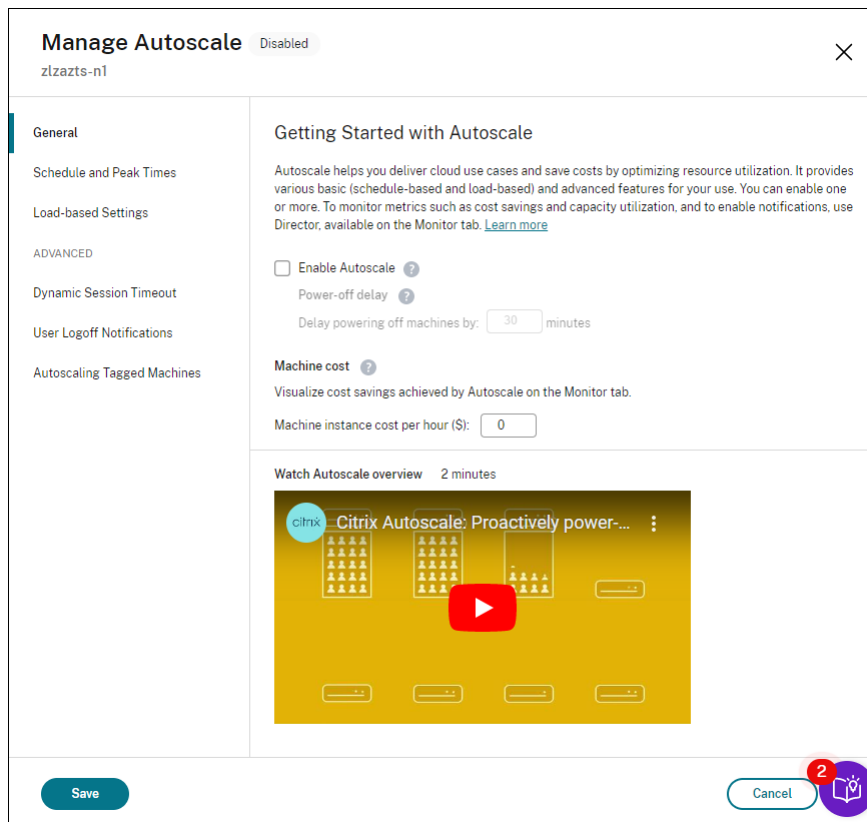 Manage Autoscale Disabled
zlzazts-n1
General
Schedule and Peak Times
Load-based Settings
ADVANCED
Dynamic Session Timeout
User Logoff Notifications
Autoscaling Tagged Machines
Getting Started with Autoscale
Autoscale helps you deliver cloud use cases and save costs by optimizing resource utilization. It provides
various basic (schedule-based and load-based) and advanced features for your use. You can enable one
or more. To monitor metrics such as cost savings and capacity utilization, and to enable notifications, use
Director, available on the Monitor tab. Learn more
Enable Autoscale ?
Power-off delay ?
Delay powering off machines by: 30 minutes
Machine cost ?
Visualize cost savings achieved by Autoscale on the Monitor tab.
Machine instance cost per hour ($): 0
Watch Autoscale overview 2 minutes
citrix Citrix Autoscale: Proactively power-...
Save
Cancel
2